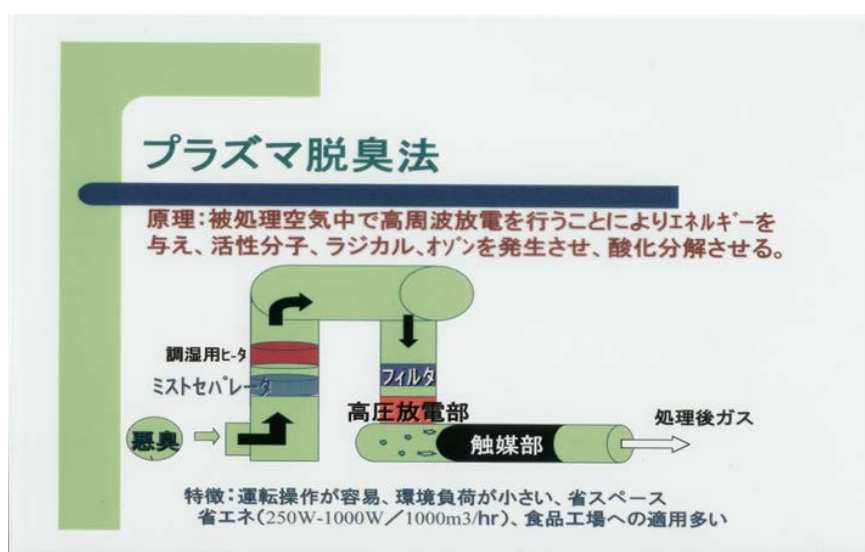 プラズマ脱臭法
原理：被処理空気中で高周波放電を行うことによりｴﾈﾙｷﾞｰを
与え、活性分子、ラジカル、ｵｿﾞﾝを発生させ、酸化分解させる。
調湿用ﾋｰﾀ
ミストセパレータ
フィルタ
高圧放電部
悪臭
触媒部
処理後ガス
特徴：運転操作が容易、環境負荷が小さい、省スペース
省エネ(250W-1000W／1000m3/hr)、食品工場への適用多い